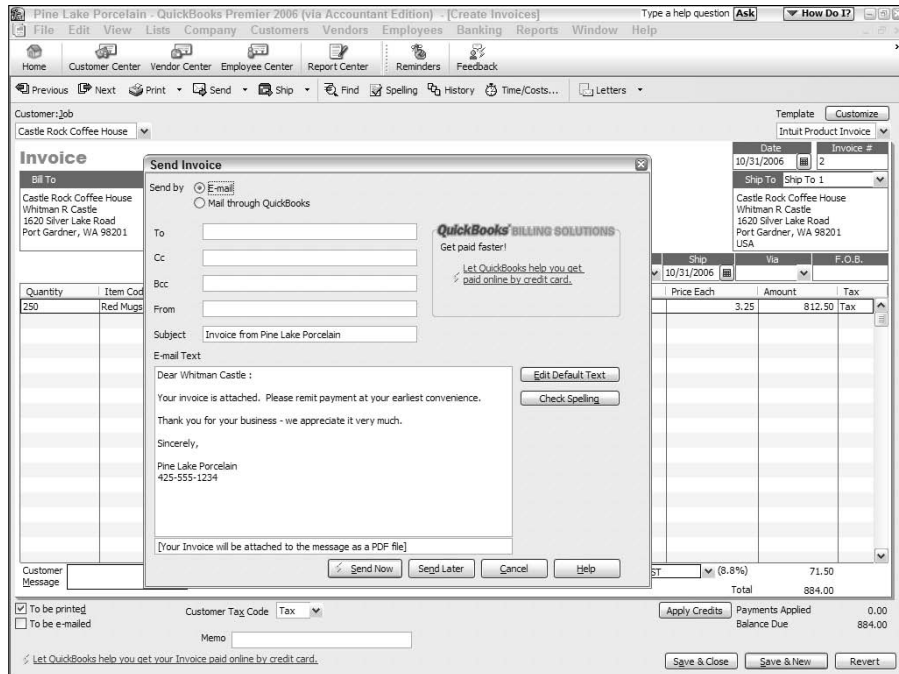 Pine Lake Porcelain - QuickBooks Premier 2006 (via Accountant Edition) - [Create Invoices]
Type a help question Ask How Do I?
File Edit View Lists Company Customers Vendors Employees Banking Reports Window Help
Home Customer Center Vendor Center Employee Center Report Center Reminders Feedback
Previous Next Print Send Ship Find Spelling History Time/Costs... Letters
Customer:Job
Template Customize
Castle Rock Coffee House
Intuit Product Invoice
Invoice
Date Invoice #
10/31/2006 2
Bill To
Ship To Ship To 1
Castle Rock Coffee House
Whitman R Castle
1620 Silver Lake Road
Port Gardner, WA 98201
Castle Rock Coffee House
Whitman R Castle
1620 Silver Lake Road
Port Gardner, WA 98201
USA
Ship Via F.O.B.
10/31/2006
Quantity Item Cod Price Each Amount Tax
250 Red Mugs 3.25 812.50 Tax
Send Invoice
Send by E-mail
Mail through QuickBooks
To
Cc
Bcc
From
Subject Invoice from Pine Lake Porcelain
QuickBooks BILLING SOLUTIONS
Get paid faster!
Let QuickBooks help you get
paid online by credit card.
E-mail Text
Dear Whitman Castle :
Your invoice is attached. Please remit payment at your earliest convenience.
Thank you for your business - we appreciate it very much.
Sincerely,
Pine Lake Porcelain
425-555-1234
Edit Default Text
Check Spelling
[Your Invoice will be attached to the message as a PDF file]
Send Now Send Later Cancel Help
Customer
Message
ST (8.8%) 71.50
Total 884.00
To be printed
To be e-mailed
Customer Tax Code Tax
Apply Credits
Payments Applied 0.00
Balance Due 884.00
Memo
Let QuickBooks help you get your Invoice paid online by credit card.
Save & Close Save & New Revert